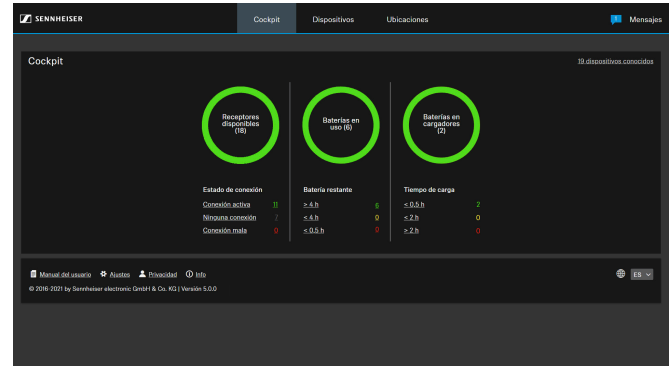 SENNHEISER
Cockpit
Dispositivos
Ubicaciones
1
Mensajes
Cockpit
19 dispositivos conocidos
Receptores
disponibles
(18)
Baterías en
uso (6)
Baterías en
cargadores
(2)
Estado de conexión
Conexión activa 11
Ninguna conexión 7
Conexión mala 0
Batería restante
> 4 h 6
< 4 h 0
< 0,5 h 0
Tiempo de carga
< 0,5 h 2
< 2 h 0
> 2 h 0
Manual del usuario Ajustes Privacidad Info
ES
© 2016-2021 by Sennheiser electronic GmbH & Co. KG | Versión 5.0.0